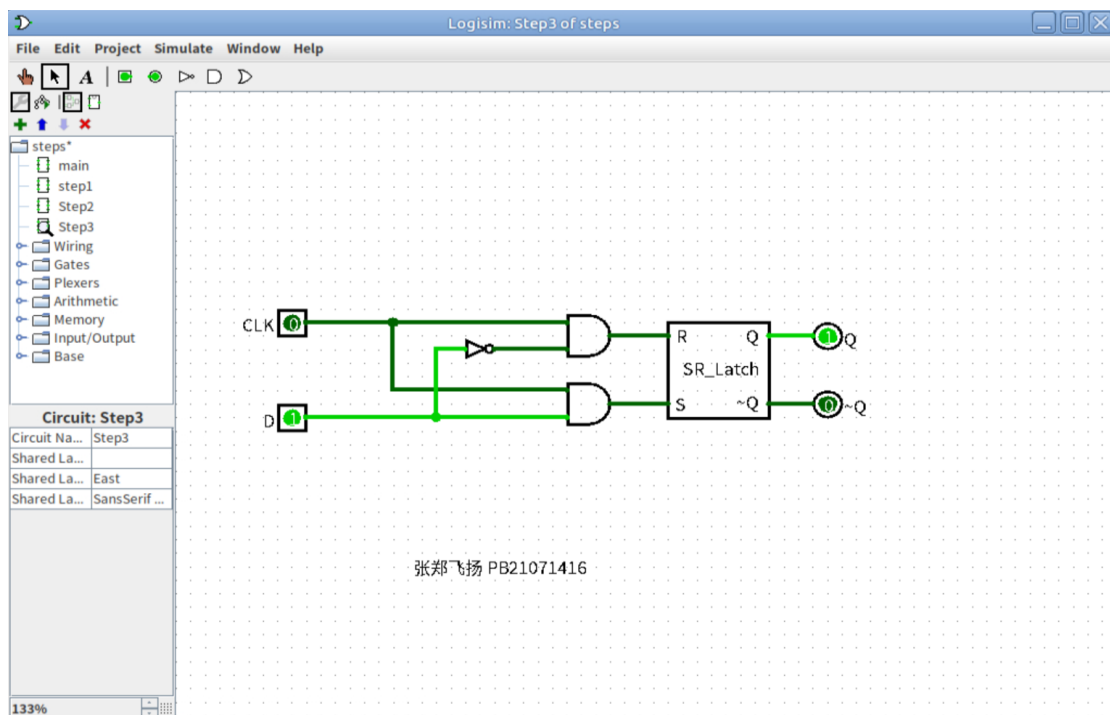 Logisim: Step3 of steps
File Edit Project Simulate Window Help
A
steps*
main
step1
Step2
Step3
Wiring
Gates
Plexers
Arithmetic
Memory
Input/Output
Base
Circuit: Step3
Circuit Na... Step3
Shared La...
Shared La... East
Shared La... SansSerif ...
133%
CLK 0
D 1
R Q
SR_Latch
S ~Q
1 Q
0 ~Q
张郑飞扬 PB21071416